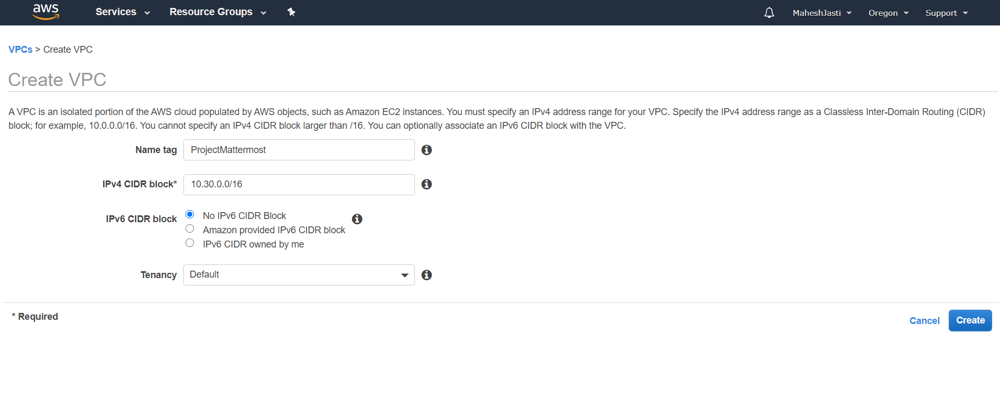 aws Services Resource Groups MaheshJasti Oregon Support
VPCs > Create VPC
Create VPC
A VPC is an isolated portion of the AWS cloud populated by AWS objects, such as Amazon EC2 instances. You must specify an IPv4 address range for your VPC. Specify the IPv4 address range as a Classless Inter-Domain Routing (CIDR)
block; for example, 10.0.0.0/16. You cannot specify an IPv4 CIDR block larger than /16. You can optionally associate an IPv6 CIDR block with the VPC.
Name tag ProjectMattermost
IPv4 CIDR block* 10.30.0.0/16
IPv6 CIDR block No IPv6 CIDR Block
Amazon provided IPv6 CIDR block
IPv6 CIDR owned by me
Tenancy Default
* Required
Cancel Create